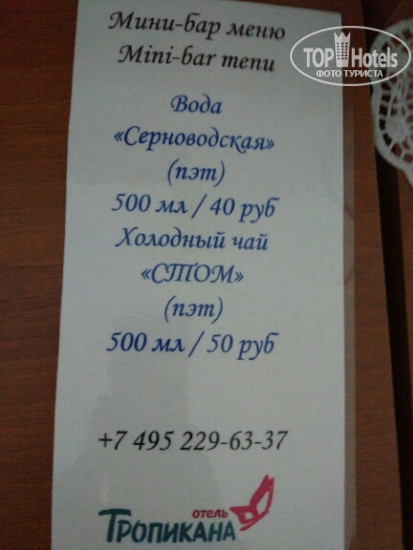 Мини-бар меню
Mini-bar menu
Вода
«Серноводская»
(пэт)
500 мл / 40 руб
Холодный чай
«СТОМ»
(пэт)
500 мл / 50 руб
+7 495 229-63-37
отель
ТРОПИКАНА
TOP Hotels
ФОТО ТУРИСТА